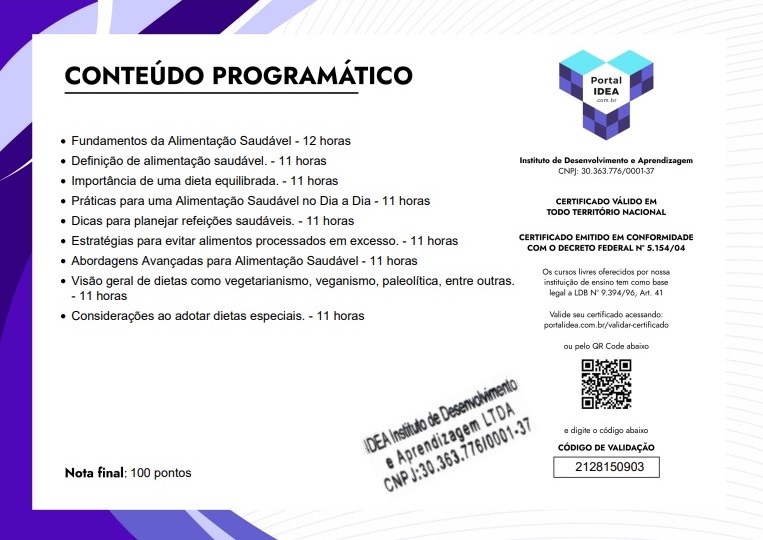 CONTEÚDO PROGRAMÁTICO
Fundamentos da Alimentação Saudável - 12 horas
Definição de alimentação saudável. - 11 horas
Importância de uma dieta equilibrada. - 11 horas
Práticas para uma Alimentação Saudável no Dia a Dia - 11 horas
Dicas para planejar refeições saudáveis. - 11 horas
Estratégias para evitar alimentos processados em excesso. - 11 horas
Abordagens Avançadas para Alimentação Saudável - 11 horas
Visão geral de dietas como vegetarianismo, veganismo, paleolítica, entre outras.
- 11 horas
Considerações ao adotar dietas especiais. - 11 horas
Nota final: 100 pontos
IDEA Instituto de Desenvolvimento
e Aprendizagem LTDA
CNPJ:30.363.776/0001-37
Portal
IDEA
.com.br
Instituto de Desenvolvimento e Aprendizagem
CNPJ: 30.363.776/0001-37
CERTIFICADO VÁLIDO EM
TODO TERRITÓRIO NACIONAL
CERTIFICADO EMITIDO EM CONFORMIDADE
COM O DECRETO FEDERAL N° 5.154/04
Os cursos livres oferecidos por nossa
instituição de ensino tem como base
legal a LDB N° 9.394/96, Art. 41
Valide seu certificado acessando:
portalidea.com.br/validar-certificado
ou pelo QR Code abaixo
e digite o código abaixo
CÓDIGO DE VALIDAÇÃO
2128150903